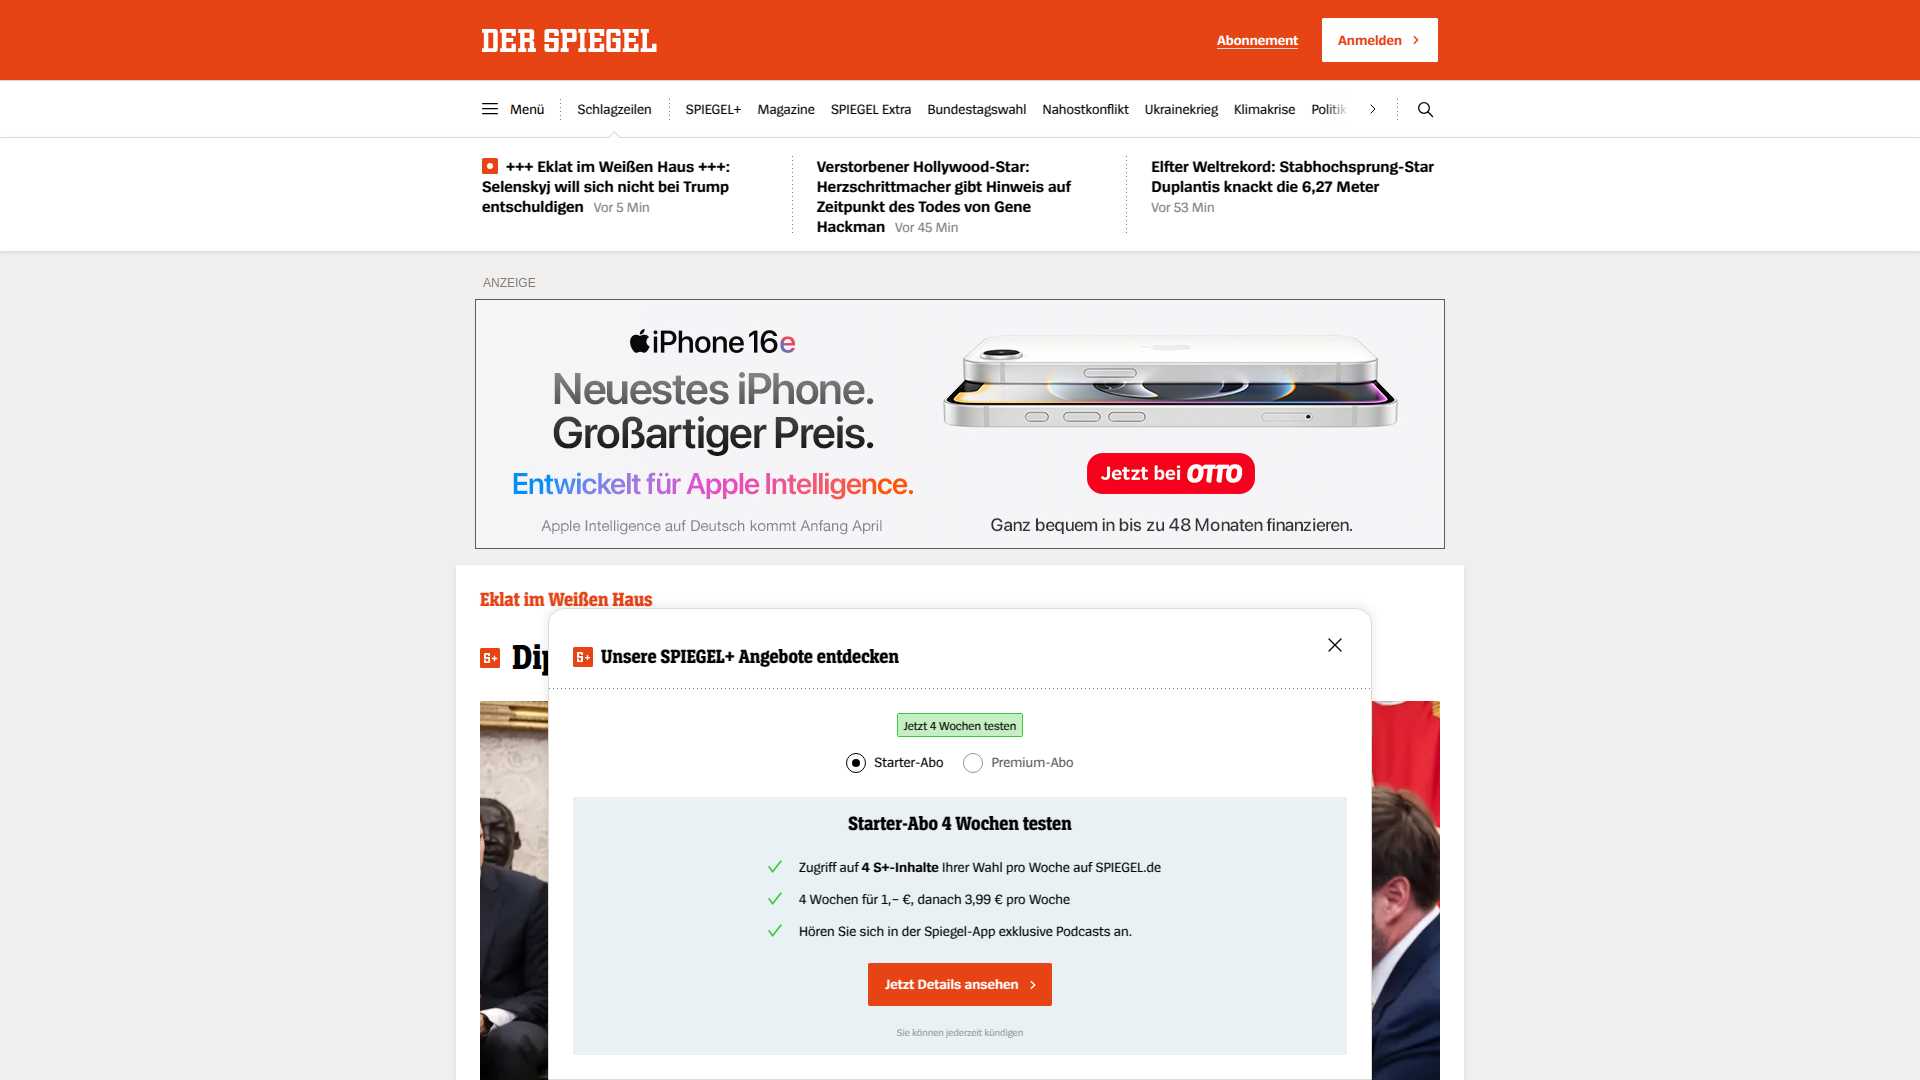 DER SPIEGEL
Abonnement
Anmelden
Menü
Schlagzeilen
SPIEGEL+
Magazine
SPIEGEL Extra
Bundestagswahl
Nahostkonflikt
Ukrainekrieg
Klimakrise
Politik
+++ Eklat im Weißen Haus +++:
Selenskyj will sich nicht bei Trump
entschuldigen Vor 5 Min
Verstorbener Hollywood-Star:
Herzschrittmacher gibt Hinweis auf
Zeitpunkt des Todes von Gene
Hackman Vor 45 Min
Elfter Weltrekord: Stabhochsprung-Star
Duplantis knackt die 6,27 Meter
Vor 53 Min
ANZEIGE
iPhone 16e
Neuestes iPhone.
Großartiger Preis.
Entwickelt für Apple Intelligence.
Apple Intelligence auf Deutsch kommt Anfang April
Jetzt bei OTTO
Ganz bequem in bis zu 48 Monaten finanzieren.
Eklat im Weißen Haus
Unsere SPIEGEL+ Angebote entdecken
Jetzt 4 Wochen testen
Starter-Abo
Premium-Abo
Starter-Abo 4 Wochen testen
Zugriff auf 4 S+-Inhalte Ihrer Wahl pro Woche auf SPIEGEL.de
4 Wochen für 1,– €, danach 3,99 € pro Woche
Hören Sie sich in der Spiegel-App exklusive Podcasts an.
Jetzt Details ansehen
Sie können jederzeit kündigen